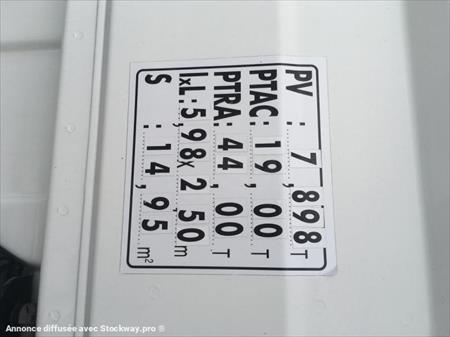 PV : 7,898 T
PTAC : 19,00 T
PTRA : 44,00 T
lxL : 5,98 x 2,50 m
S : 14,95 m²
Annonce diffusée avec Stockway.pro ®